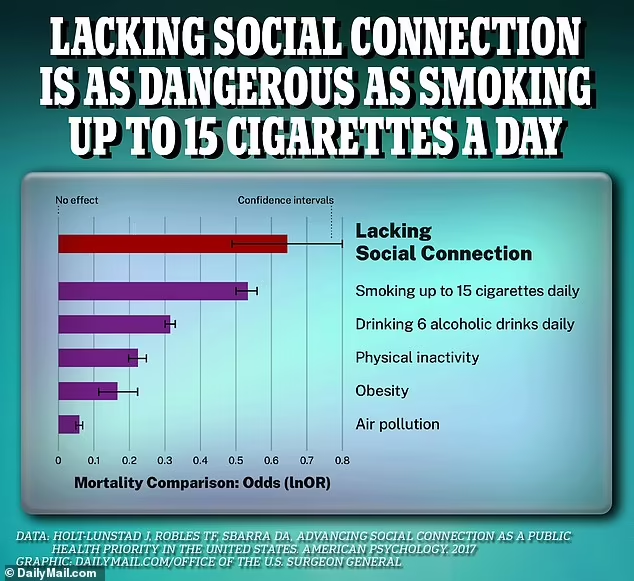 LACKING SOCIAL CONNECTION
IS AS DANGEROUS AS SMOKING
UP TO 15 CIGARETTES A DAY
No effect
Confidence intervals
Lacking
Social Connection
Smoking up to 15 cigarettes daily
Drinking 6 alcoholic drinks daily
Physical inactivity
Obesity
Air pollution
0 0.1 0.2 0.3 0.4 0.5 0.6 0.7 0.8
Mortality Comparison: Odds (lnOR)
DATA: HOLT-LUNSTAD J, ROBLES TF, SBARRA DA, ADVANCING SOCIAL CONNECTION AS A PUBLIC
HEALTH PRIORITY IN THE UNITED STATES. AMERICAN PSYCHOLOGY. 2017
GRAPHIC: DAILYMAIL.COM/OFFICE OF THE U.S. SURGEON GENERAL
© DailyMail.com